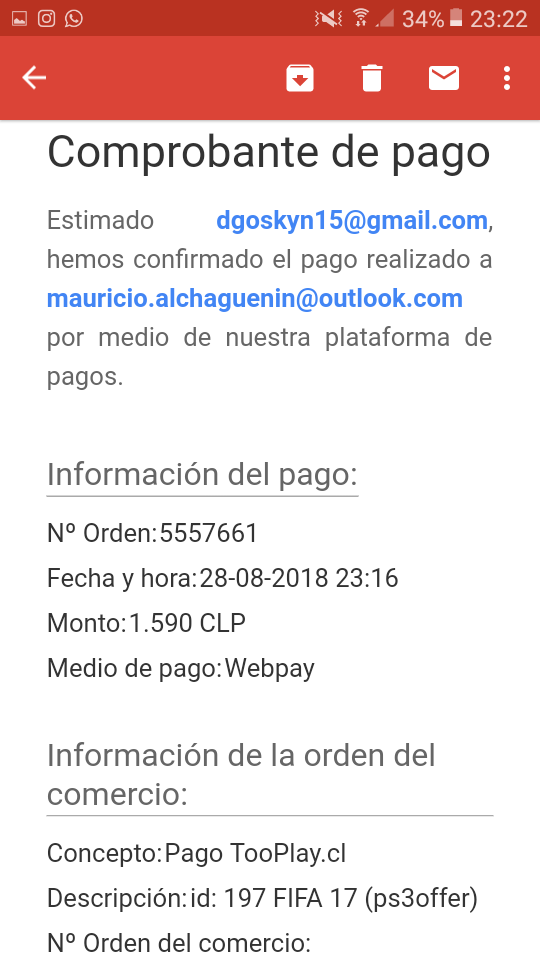 34% 23:22
Comprobante de pago
Estimado dgoskyn15@gmail.com,
hemos confirmado el pago realizado a
mauricio.alchaguenin@outlook.com
por medio de nuestra plataforma de
pagos.
Información del pago:
Nº Orden:5557661
Fecha y hora:28-08-2018 23:16
Monto:1.590 CLP
Medio de pago:Webpay
Información de la orden del
comercio:
Concepto:Pago TooPlay.cl
Descripción:id: 197 FIFA 17 (ps3offer)
Nº Orden del comercio: